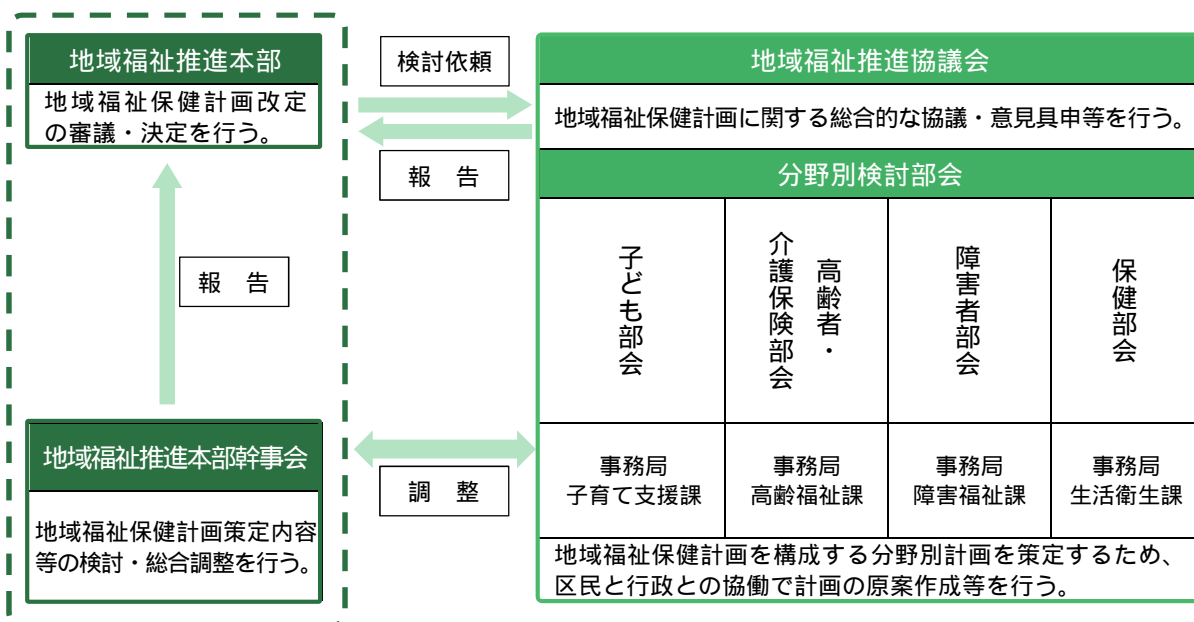 地域福祉推進本部
地域福祉保健計画改定
の審議・決定を行う。
検討依頼
報　告
地域福祉推進協議会
地域福祉保健計画に関する総合的な協議・意見具申等を行う。
分野別検討部会
子ども部会
高齢者・
介護保険部会
障害者部会
保健部会
報　告
地域福祉推進本部幹事会
地域福祉保健計画策定内容
等の検討・総合調整を行う。
調　整
事務局
子育て支援課
事務局
高齢福祉課
事務局
障害福祉課
事務局
生活衛生課
地域福祉保健計画を構成する分野別計画を策定するため、
区民と行政との協働で計画の原案作成等を行う。